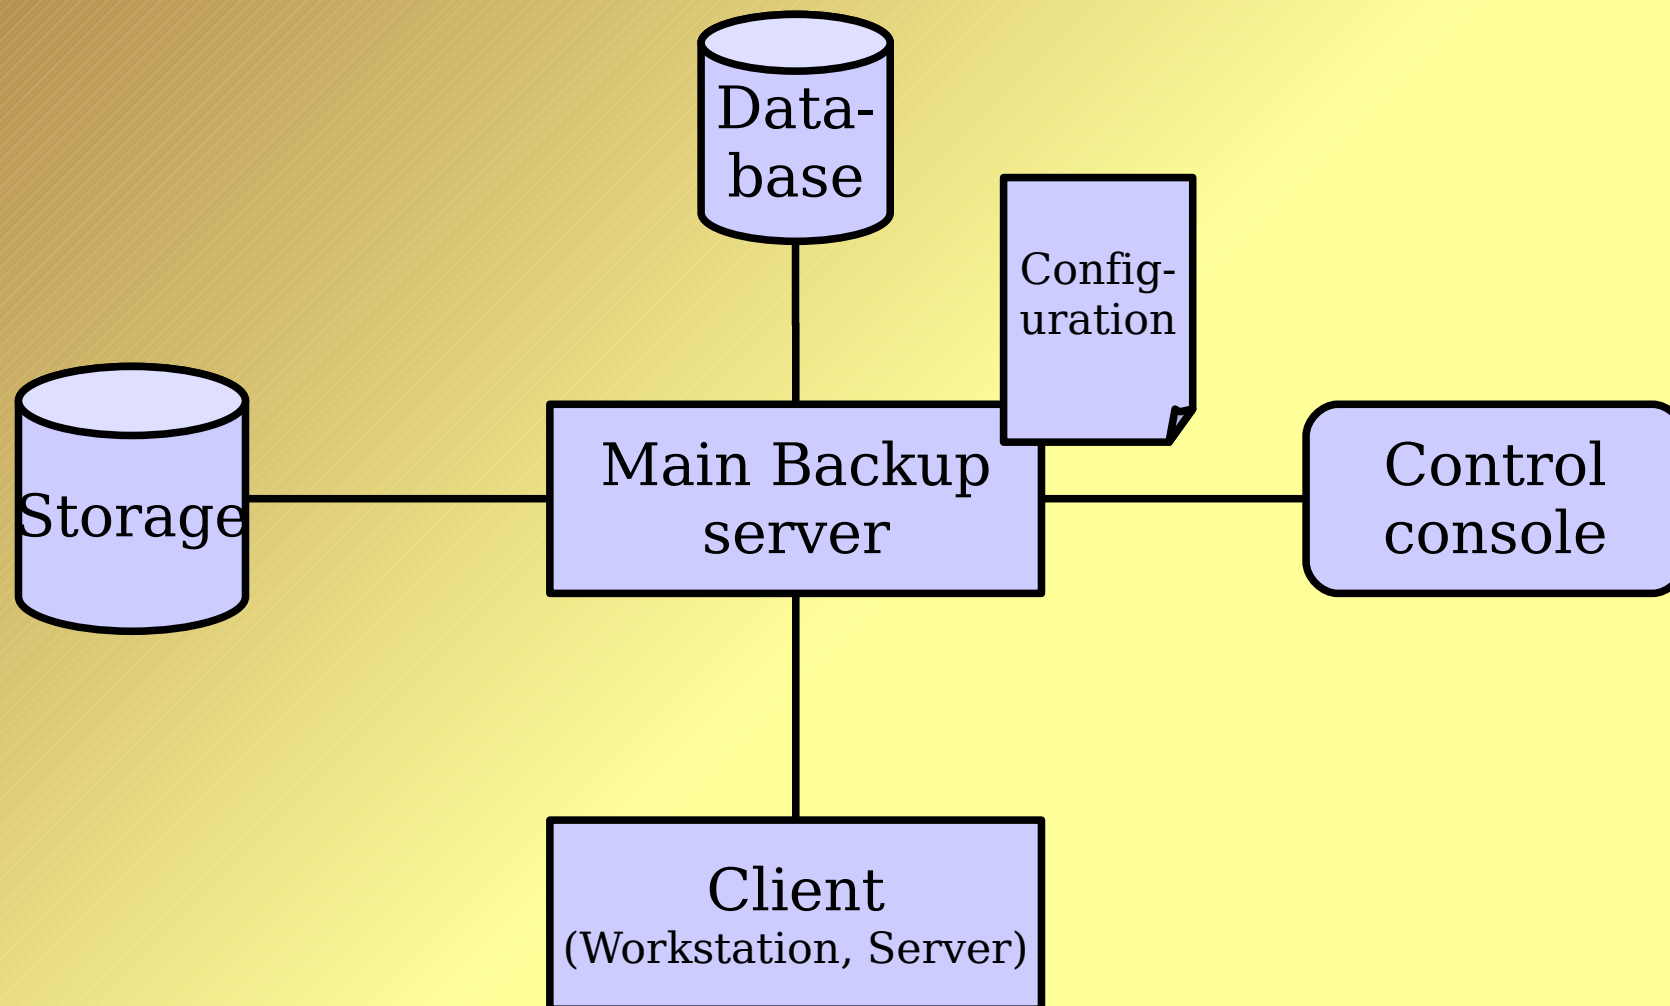 Data-
base
Config-
uration
Storage
Main Backup
server
Control
console
Client
(Workstation, Server)